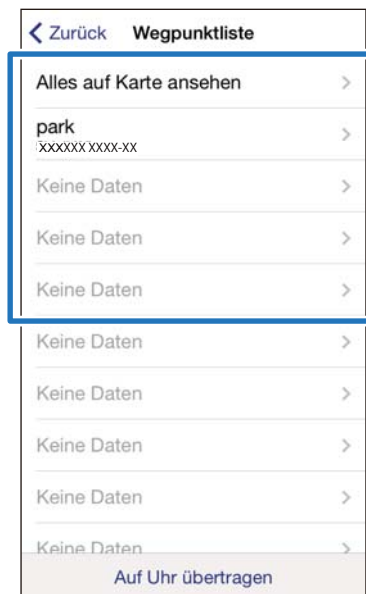 Zurück Wegpunktliste
Alles auf Karte ansehen
park
XXXXXX XXXX-XX
Keine Daten
Keine Daten
Keine Daten
Keine Daten
Keine Daten
Keine Daten
Keine Daten
Keine Daten
Auf Uhr übertragen